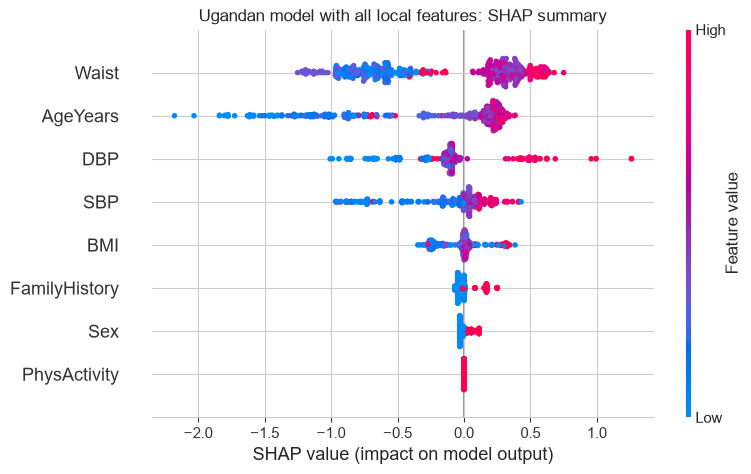 Ugandan model with all local features: SHAP summary
High
Waist
AgeYears
DBP
SBP
BMI
FamilyHistory
Sex
PhysActivity
Feature value
Low
−2.0 −1.5 −1.0 −0.5 0.0 0.5 1.0
SHAP value (impact on model output)